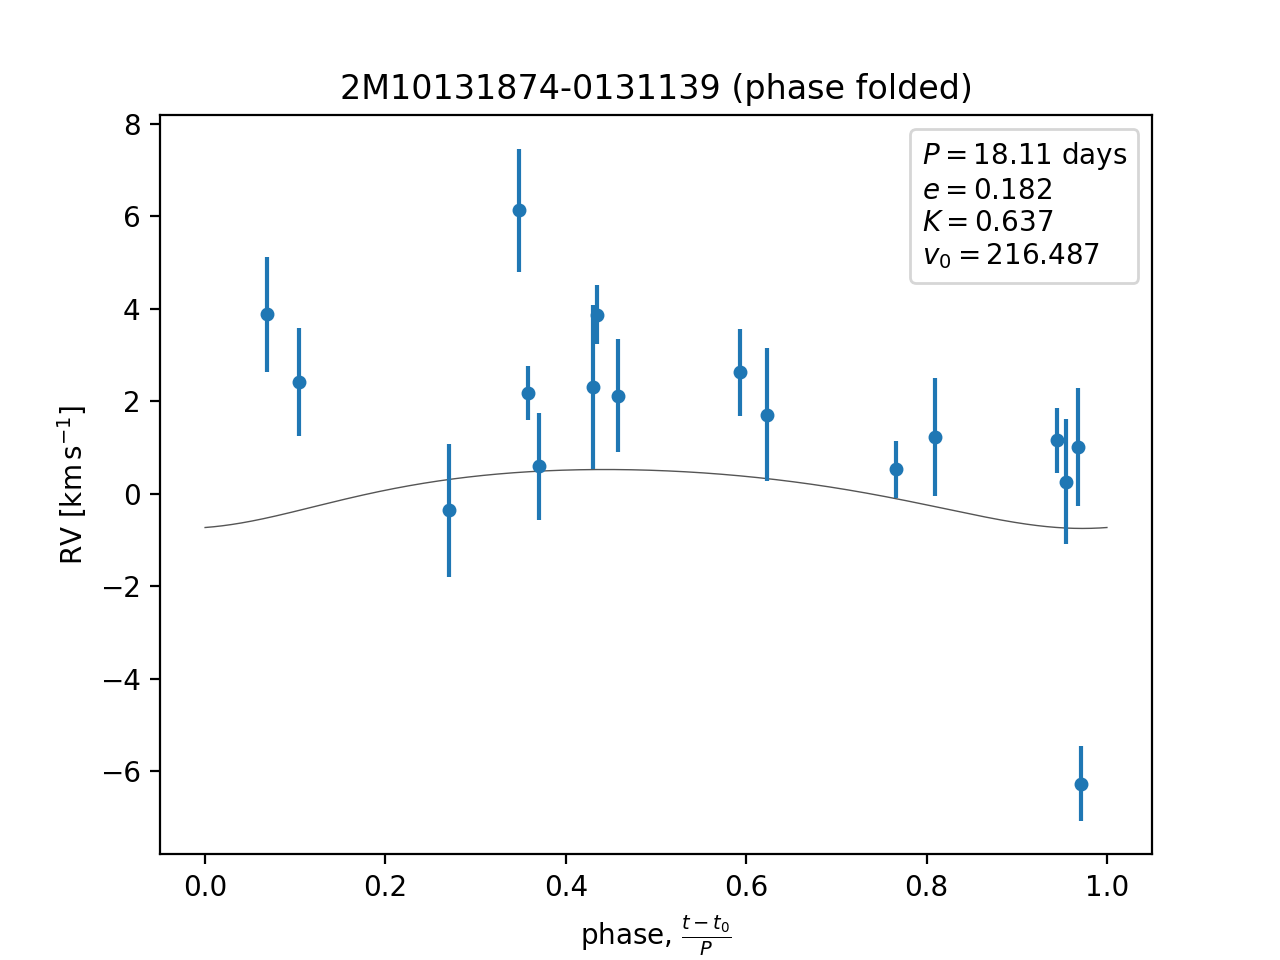 2M10131874-0131139 (phase folded)
P = 18.11 days
e = 0.182
K = 0.637
v₀ = 216.487
8
6
4
2
0
−2
−4
−6
RV [km s⁻¹]
0.0 0.2 0.4 0.6 0.8 1.0
phase, (t − t₀)/P